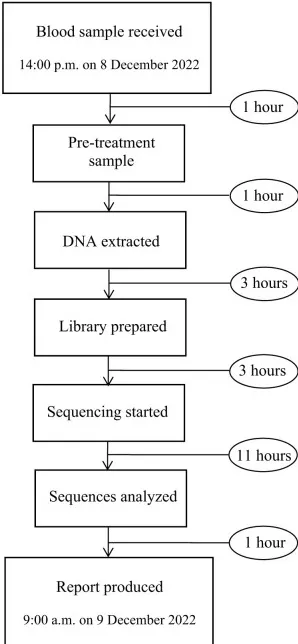 Blood sample received
14:00 p.m. on 8 December 2022
1 hour
Pre-treatment
sample
1 hour
DNA extracted
3 hours
Library prepared
3 hours
Sequencing started
11 hours
Sequences analyzed
1 hour
Report produced
9:00 a.m. on 9 December 2022